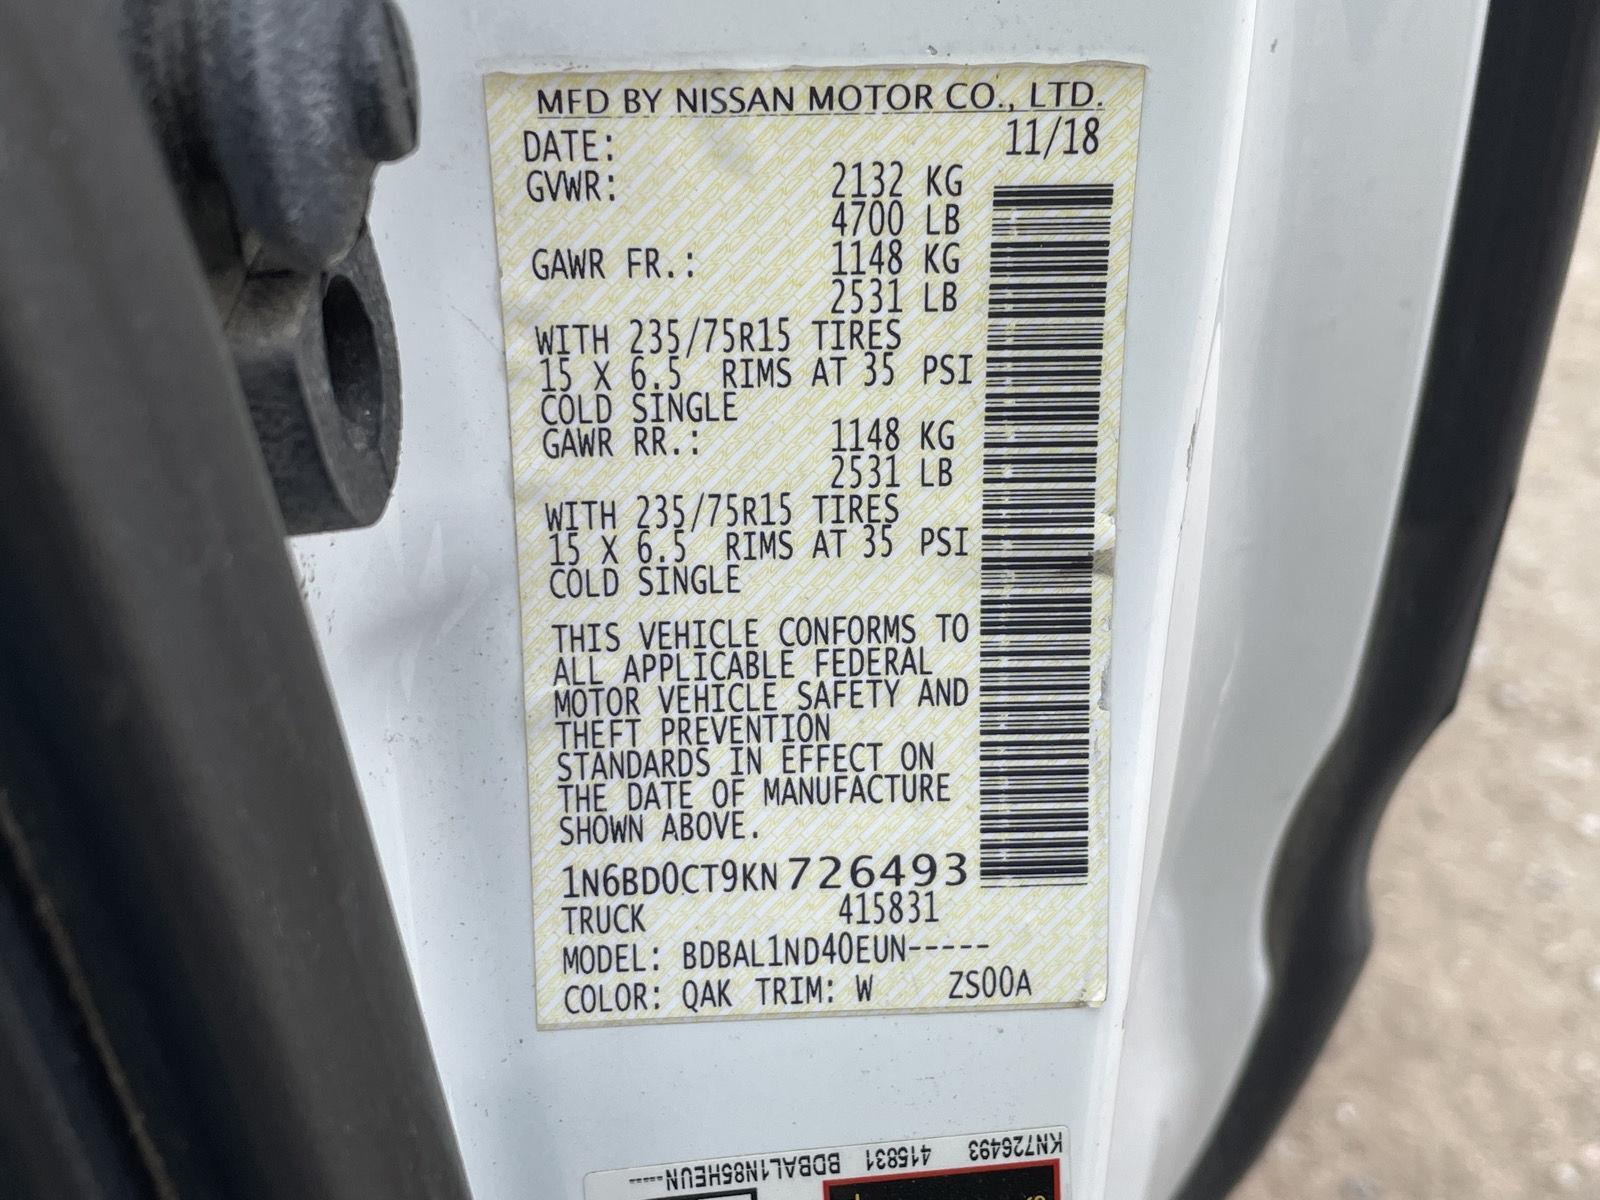 MFD BY NISSAN MOTOR CO., LTD.
DATE: 11/18
GVWR: 2132 KG
4700 LB
GAWR FR.: 1148 KG
2531 LB
WITH 235/75R15 TIRES
15 X 6.5 RIMS AT 35 PSI
COLD SINGLE
GAWR RR.: 1148 KG
2531 LB
WITH 235/75R15 TIRES
15 X 6.5 RIMS AT 35 PSI
COLD SINGLE
THIS VEHICLE CONFORMS TO
ALL APPLICABLE FEDERAL
MOTOR VEHICLE SAFETY AND
THEFT PREVENTION
STANDARDS IN EFFECT ON
THE DATE OF MANUFACTURE
SHOWN ABOVE.
1N6BD0CT9KN726493
TRUCK 415831
MODEL: BDBAL1ND40EUN-----
COLOR: QAK TRIM: W ZS00A
KN726493 415831 BDBAL1N85HEUN-----